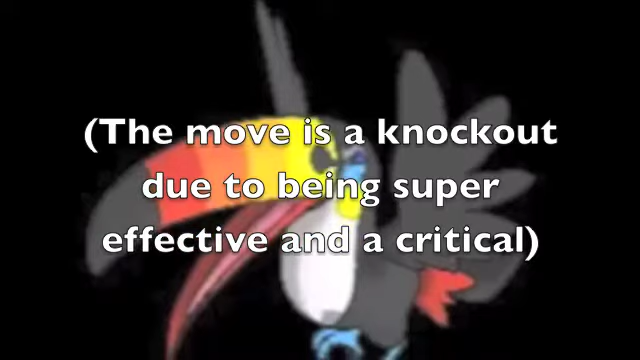 (The move is a knockout
due to being super
effective and a critical)